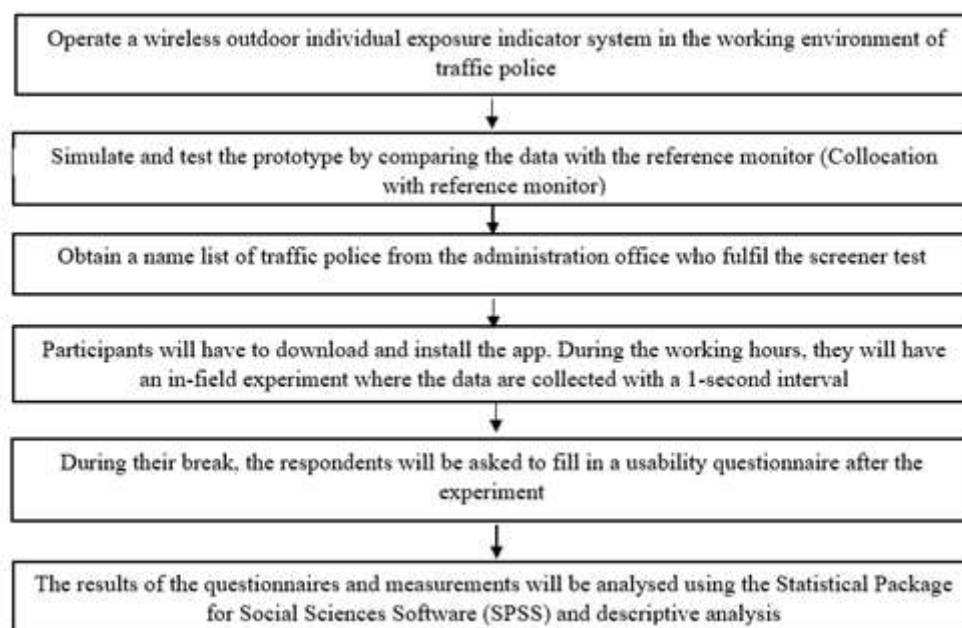 Operate a wireless outdoor individual exposure indicator system in the working environment of
traffic police
Simulate and test the prototype by comparing the data with the reference monitor (Collocation
with reference monitor)
Obtain a name list of traffic police from the administration office who fulfil the screener test
Participants will have to download and install the app. During the working hours, they will have
an in-field experiment where the data are collected with a 1-second interval
During their break, the respondents will be asked to fill in a usability questionnaire after the
experiment
The results of the questionnaires and measurements will be analysed using the Statistical Package
for Social Sciences Software (SPSS) and descriptive analysis